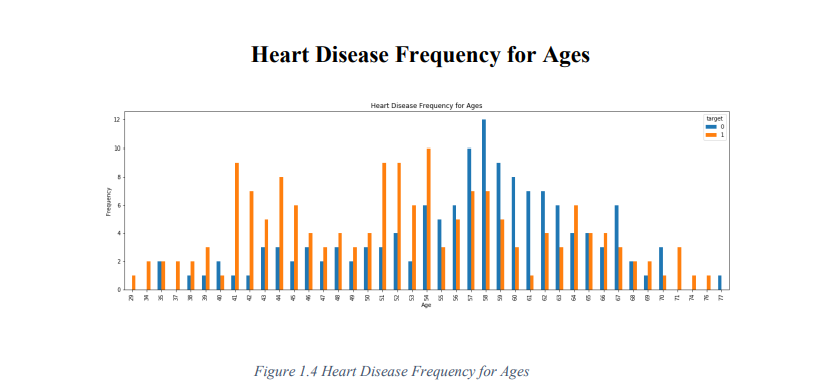 Heart Disease Frequency for Ages
Heart Disease Frequency for Ages
target
0
1
12
10
8
6
4
2
0
Frequency
29 34 35 37 38 39 40 41 42 43 44 45 46 47 48 49 50 51 52 53 54 55 56 57 58 59 60 61 62 63 64 65 66 67 68 69 70 71 74 76 77
Age
Figure 1.4 Heart Disease Frequency for Ages